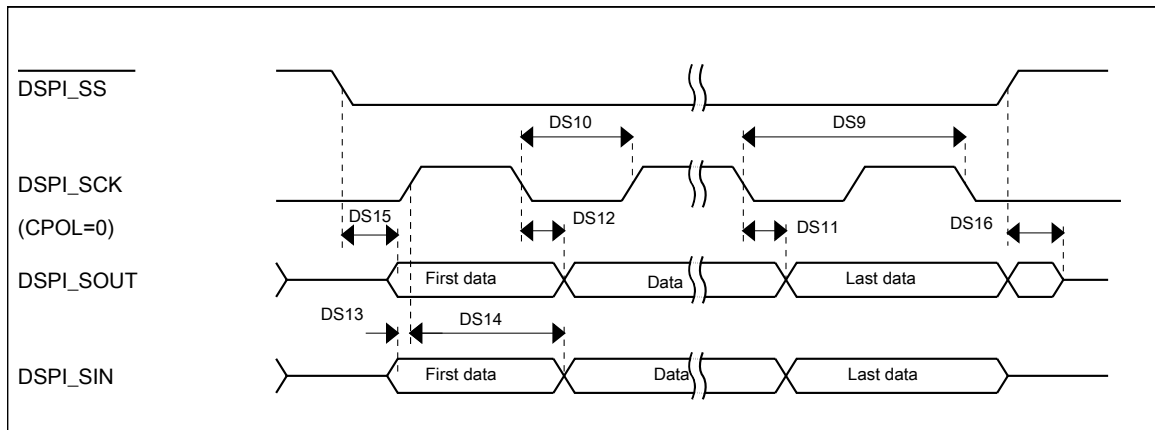 DSPI_SS
DS10
DS9
DSPI_SCK
DS15
DS12
DS11
DS16
(CPOL=0)
DSPI_SOUT
First data
Data
Last data
DS13
DS14
DSPI_SIN
First data
Data
Last data